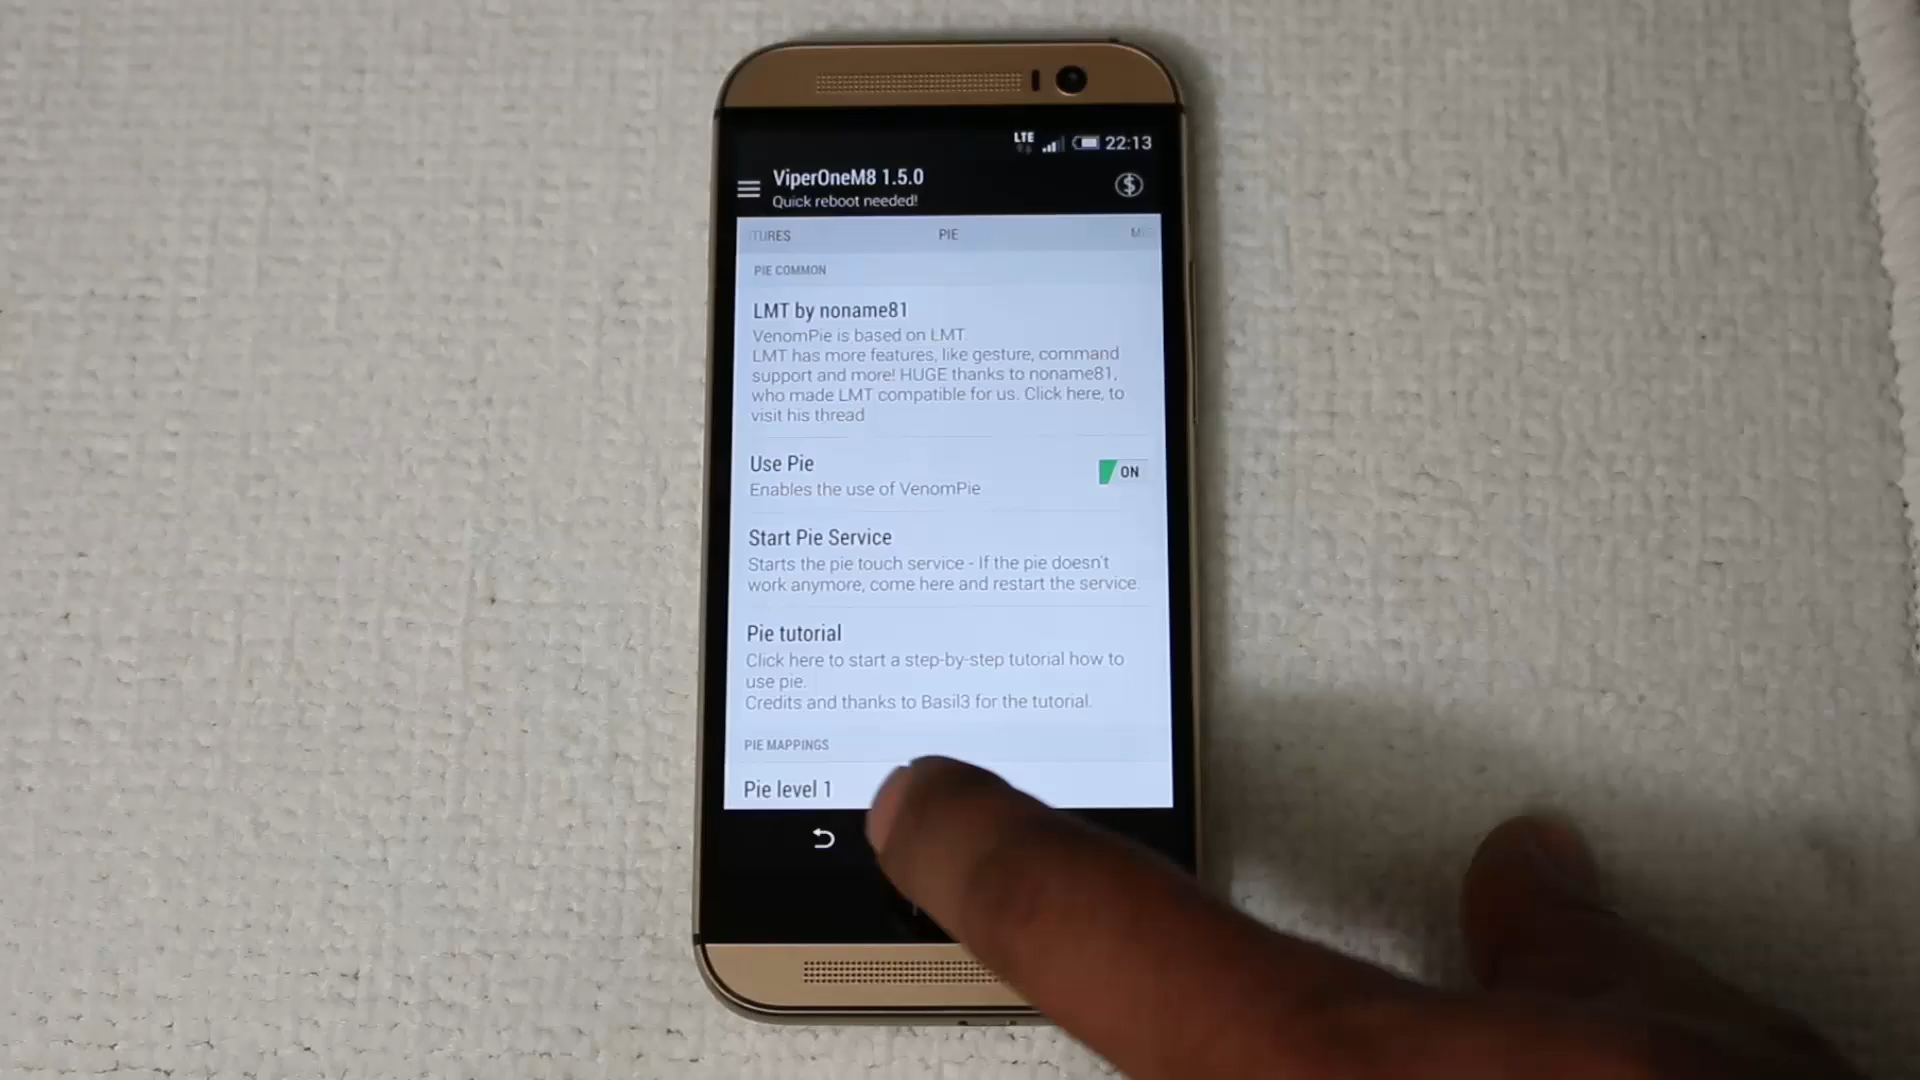 LTE 22:13
ViperOneM8 1.5.0
Quick reboot needed!
TURES PIE MIS
PIE COMMON
LMT by noname81
VenomPie is based on LMT.
LMT has more features, like gesture, command
support and more! HUGE thanks to noname81,
who made LMT compatible for us. Click here, to
visit his thread
Use Pie
ON
Enables the use of VenomPie
Start Pie Service
Starts the pie touch service - If the pie doesn't
work anymore, come here and restart the service.
Pie tutorial
Click here to start a step-by-step tutorial how to
use pie.
Credits and thanks to Basil3 for the tutorial.
PIE MAPPINGS
Pie level 1